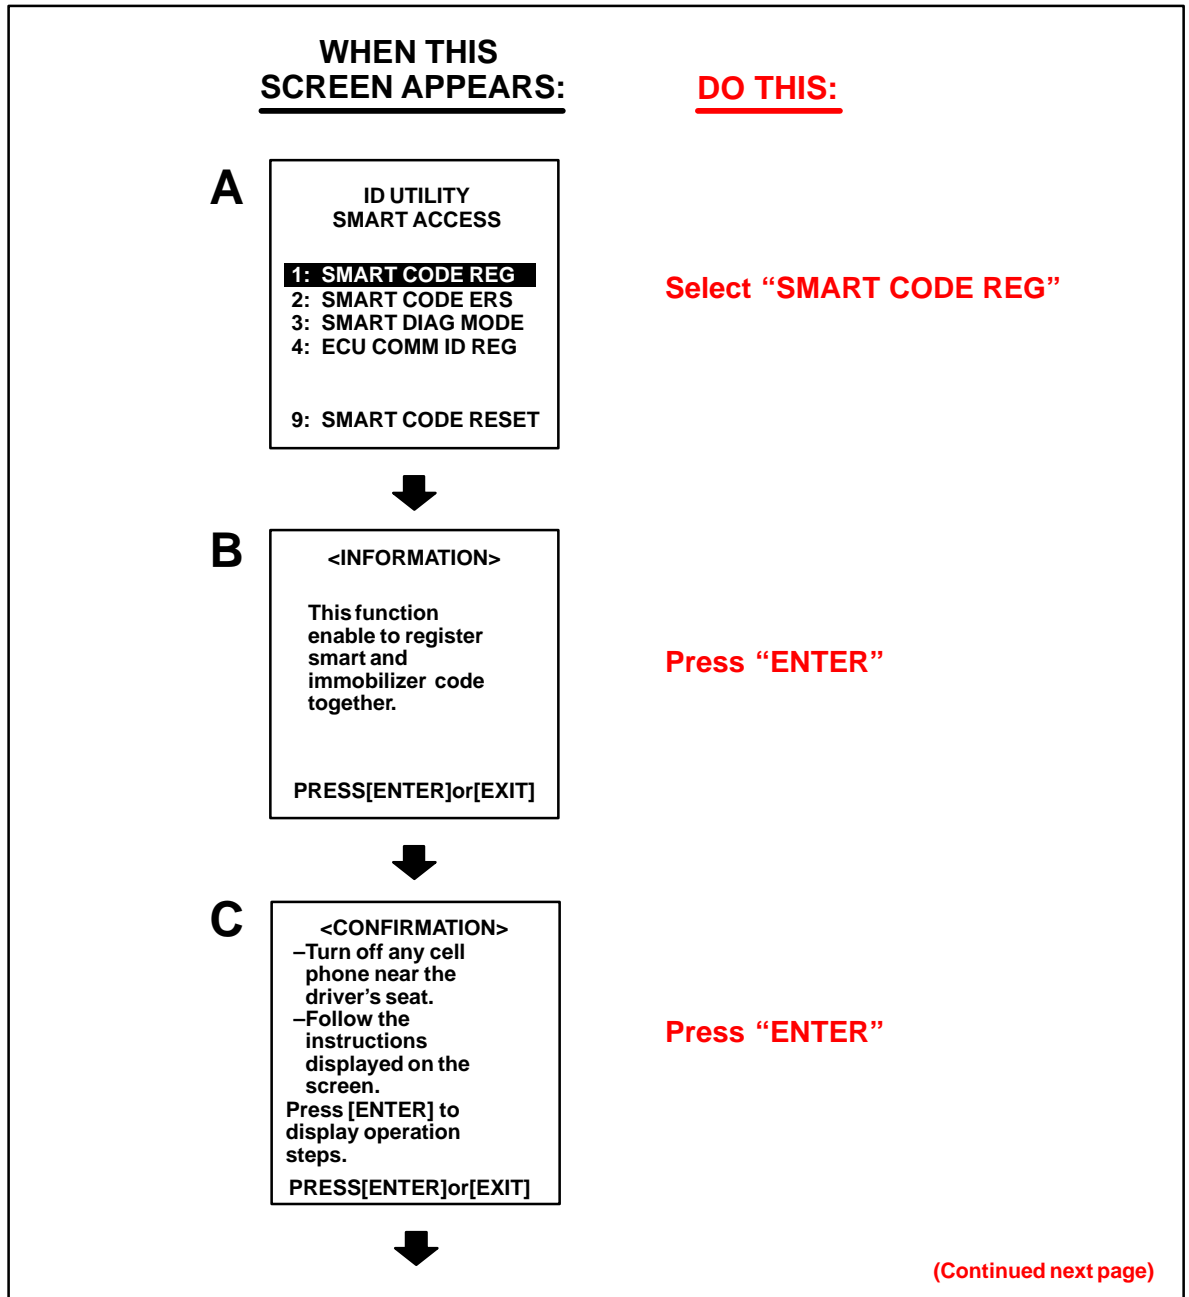 WHEN THIS
SCREEN APPEARS:
DO THIS:
A
ID UTILITY
SMART ACCESS
1: SMART CODE REG
2: SMART CODE ERS
3: SMART DIAG MODE
4: ECU COMM ID REG
9: SMART CODE RESET
Select “SMART CODE REG”
B
<INFORMATION>
This function
enable to register
smart and
immobilizer code
together.
PRESS[ENTER]or[EXIT]
Press “ENTER”
C
<CONFIRMATION>
–Turn off any cell
phone near the
driver’s seat.
–Follow the
instructions
displayed on the
screen.
Press [ENTER] to
display operation
steps.
PRESS[ENTER]or[EXIT]
Press “ENTER”
(Continued next page)